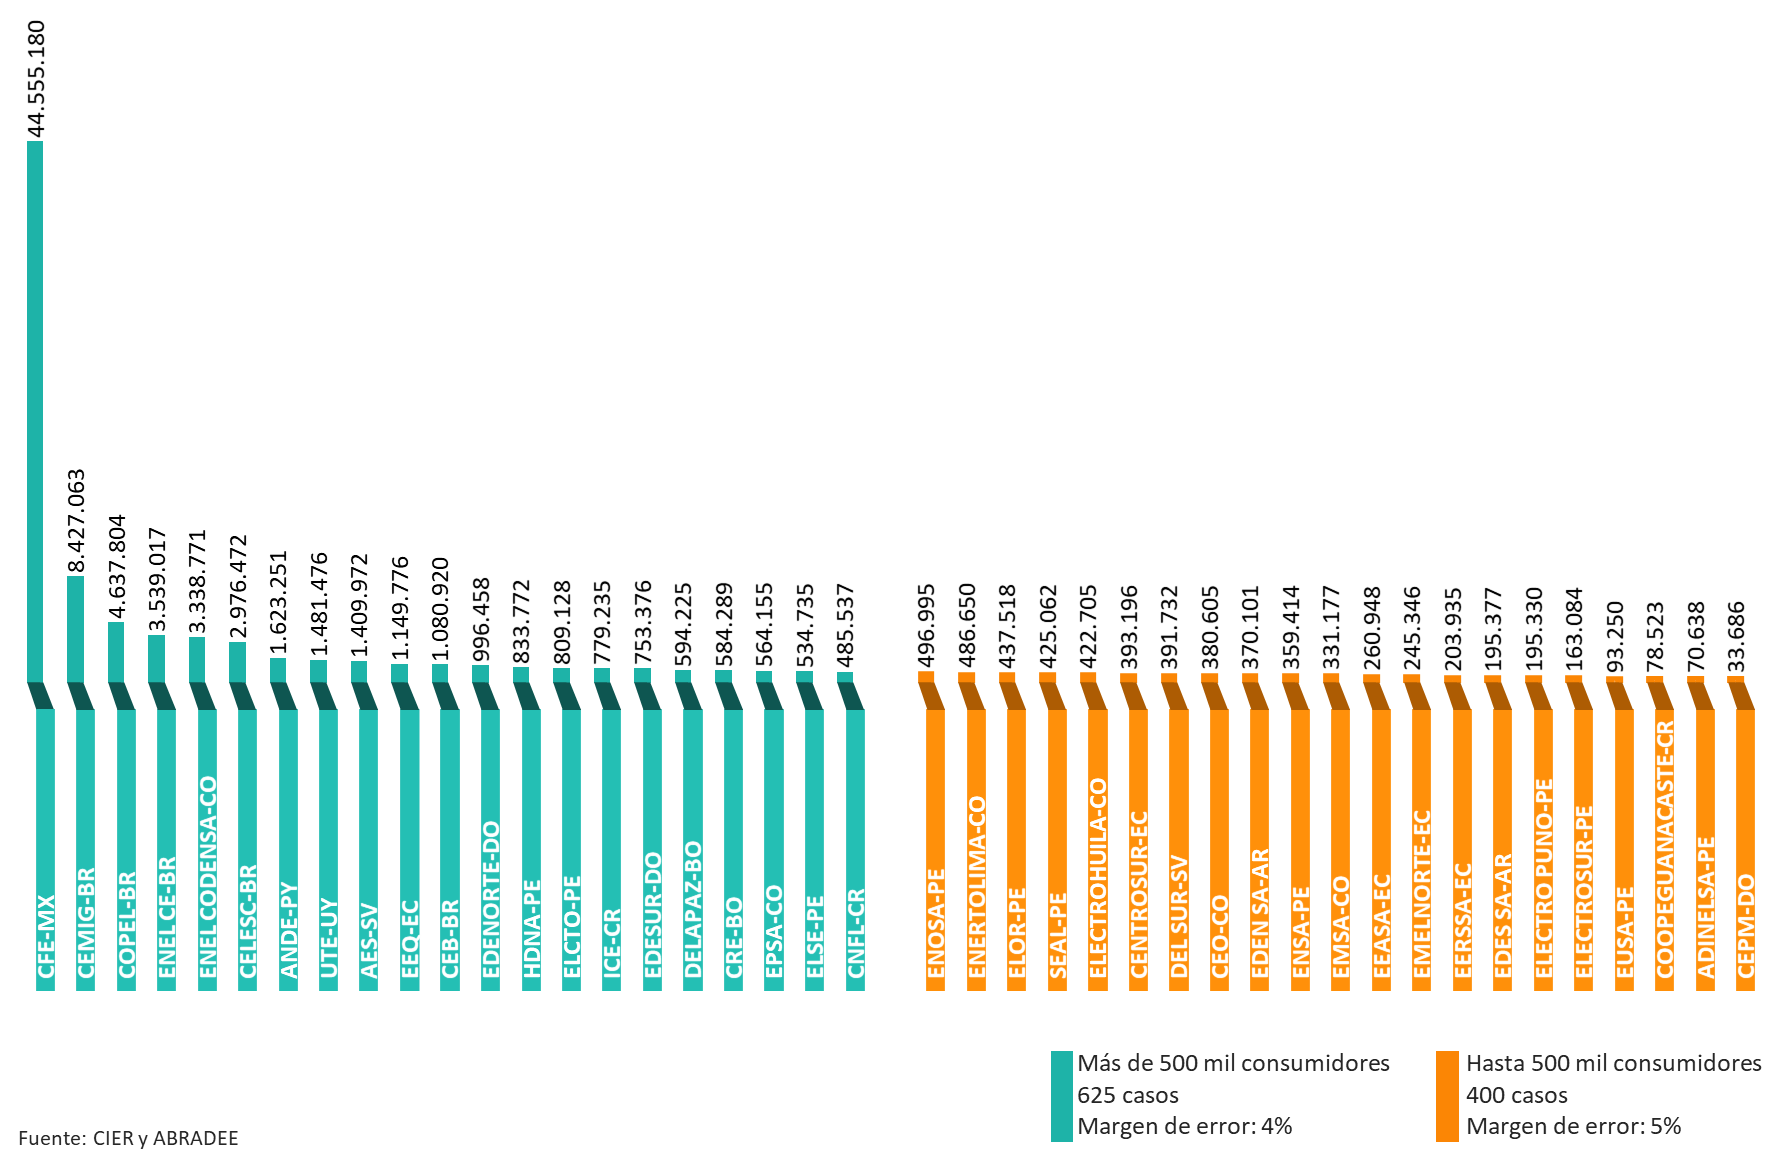 44.555.180
8.427.063
4.637.804
3.539.017
3.338.771
2.976.472
1.623.251
1.481.476
1.409.972
1.149.776
1.080.920
996.458
833.772
809.128
779.235
753.376
594.225
584.289
564.155
534.735
485.537
496.995
486.650
437.518
425.062
422.705
393.196
391.732
380.605
370.101
359.414
331.177
260.948
245.346
203.935
195.377
195.330
163.084
93.250
78.523
70.638
33.686
CFE-MX
CEMIG-BR
COPEL-BR
ENEL CE-BR
ENEL CODENSA-CO
CELESC-BR
ANDE-PY
UTE-UY
AES-SV
EEQ-EC
CEB-BR
EDENORTE-DO
HDNA-PE
ELCTO-PE
ICE-CR
EDESUR-DO
DELAPAZ-BO
CRE-BO
EPSA-CO
ELSE-PE
CNFL-CR
ENOSA-PE
ENERTOLIMA-CO
ELOR-PE
SEAL-PE
ELECTROHUILA-CO
CENTROSUR-EC
DEL SUR-SV
CEO-CO
EDEN SA-AR
ENSA-PE
EMSA-CO
EEASA-EC
EMELNORTE-EC
EERSSA-EC
EDES SA-AR
ELECTRO PUNO-PE
ELECTROSUR-PE
EUSA-PE
COOPEGUANACASTE-CR
ADINELSA-PE
CEPM-DO
Más de 500 mil consumidores
625 casos
Margen de error: 4%
Hasta 500 mil consumidores
400 casos
Margen de error: 5%
Fuente: CIER y ABRADEE